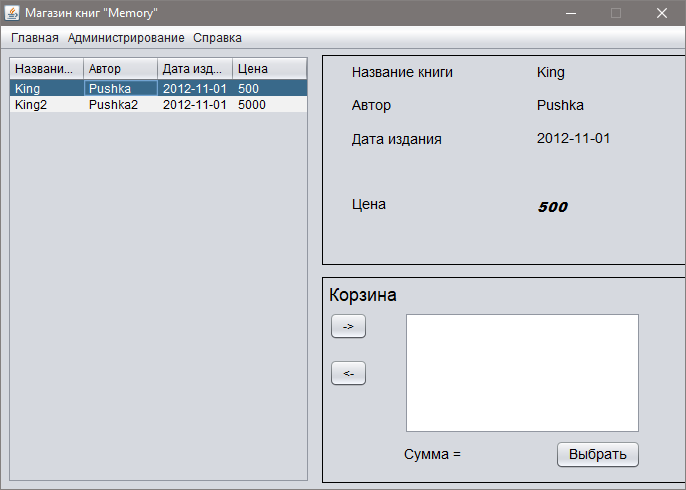 Магазин книг "Memory"
Главная Администрирование Справка
Названи... Автор Дата изд... Цена
King Pushka 2012-11-01 500
King2 Pushka2 2012-11-01 5000
Название книги King
Автор Pushka
Дата издания 2012-11-01
Цена 500
Корзина
->
<-
Сумма = Выбрать